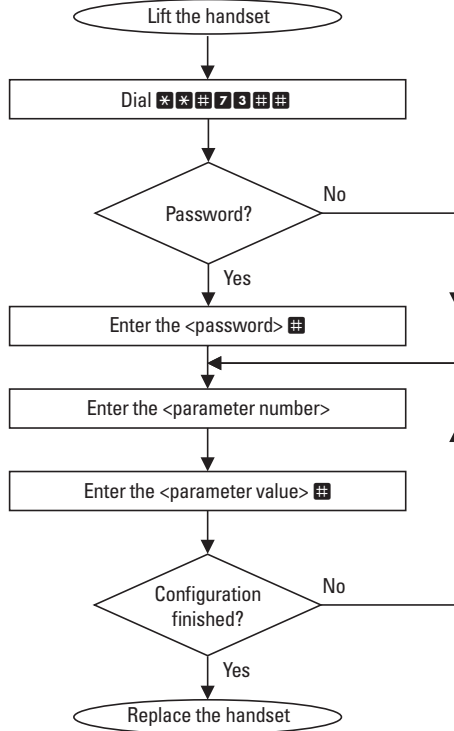 Lift the handset
Dial **#73##
Password?
No
Yes
Enter the <password> #
Enter the <parameter number>
Enter the <parameter value> #
Configuration
finished?
No
Yes
Replace the handset